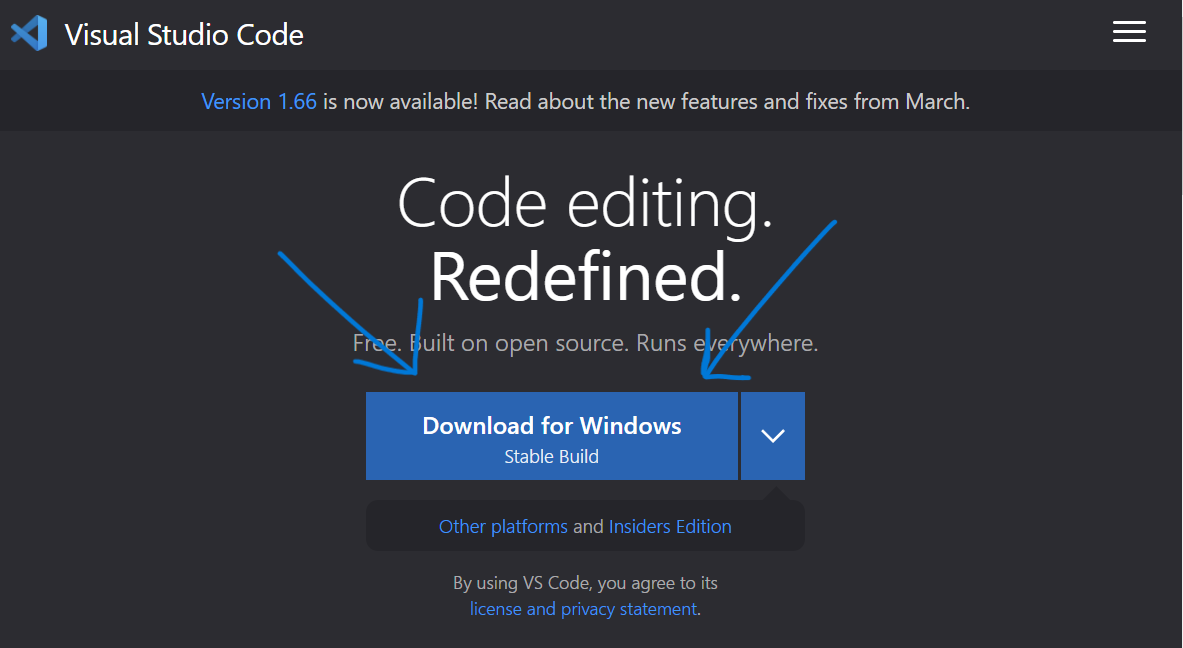 Visual Studio Code
Version 1.66 is now available! Read about the new features and fixes from March.
Code editing.
Redefined.
Free. Built on open source. Runs everywhere.
Download for Windows
Stable Build
Other platforms and Insiders Edition
By using VS Code, you agree to its
license and privacy statement.